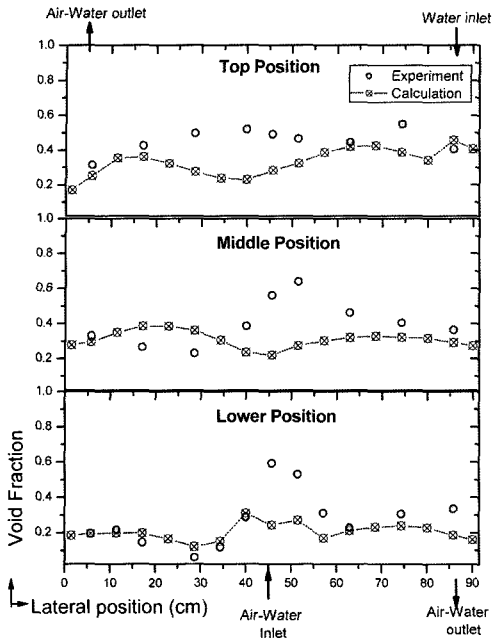 Air-Water outlet
Water inlet
1.0
Top Position
Experiment
Calculation
0.8
0.6
0.4
0.2
1.0
Middle Position
0.8
0.6
0.4
0.2
1.0
Lower Position
0.8
0.6
0.4
0.2
Void Fraction
0 10 20 30 40 50 60 70 80 90
Lateral position (cm)
Air-Water Inlet
Air-Water outlet